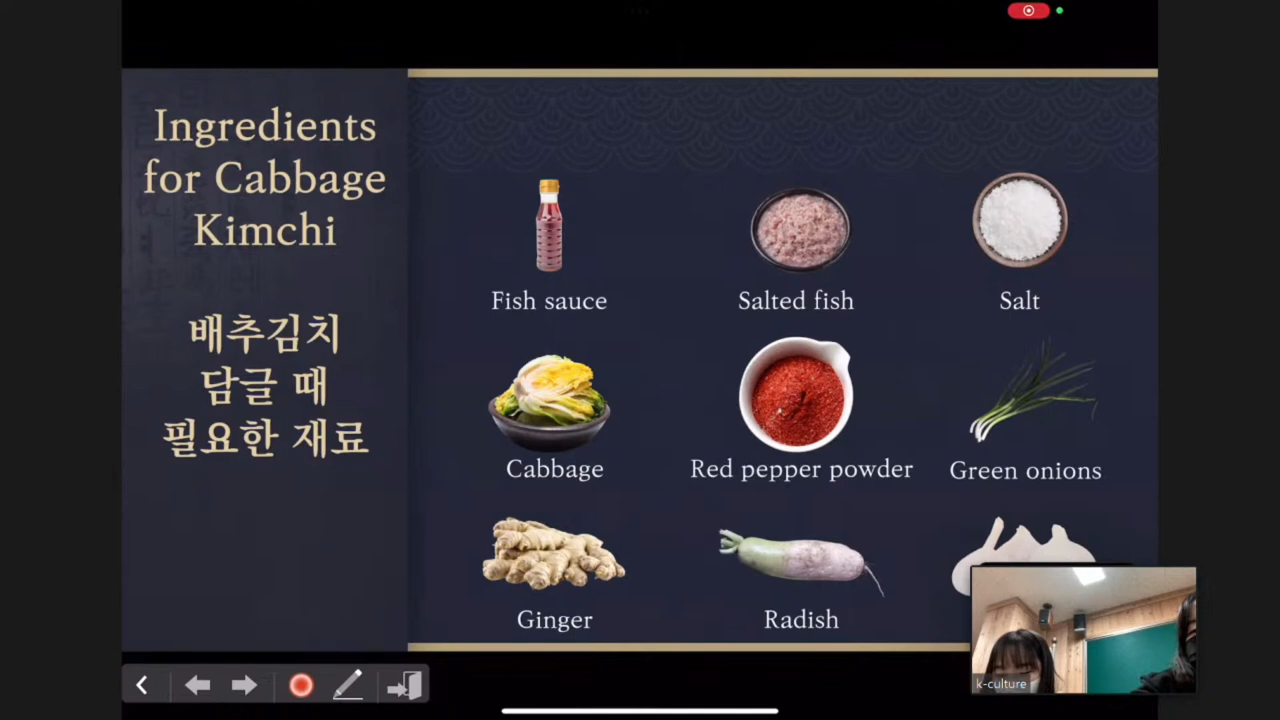 Ingredients
for Cabbage
Kimchi
배추김치
담글 때
필요한 재료
Fish sauce
Salted fish
Salt
Cabbage
Red pepper powder
Green onions
Ginger
Radish
k-culture